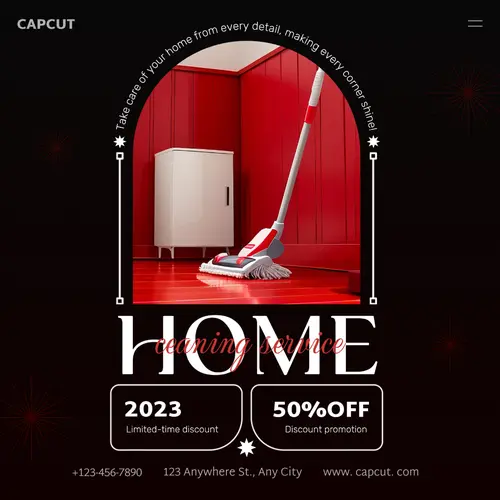 CAPCUT
Take care of your home from every detail, making every corner shine!
HOME
ceaning service
2023
Limited-time discount
50%OFF
Discount promotion
+123-456-7890
123 Anywhere St., Any City
www. capcut. com